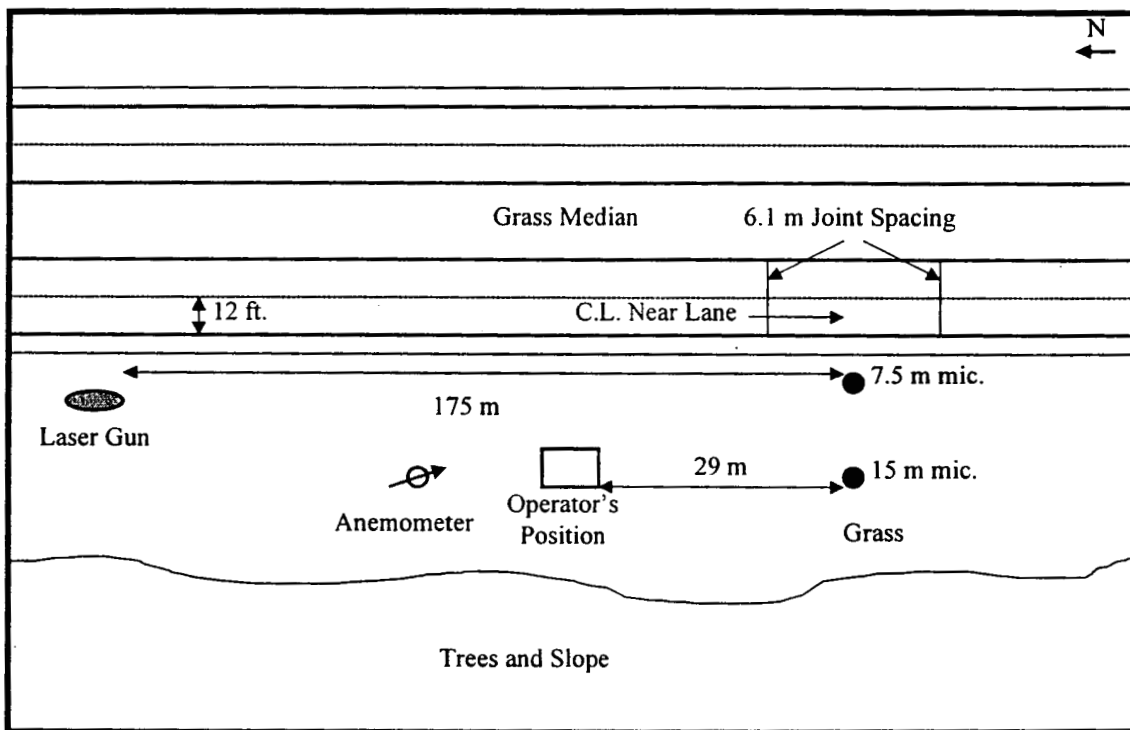 N
Grass Median
6.1 m Joint Spacing
12 ft.
C.L. Near Lane
7.5 m mic.
175 m
Laser Gun
29 m
15 m mic.
Anemometer
Operator's
Position
Grass
Trees and Slope